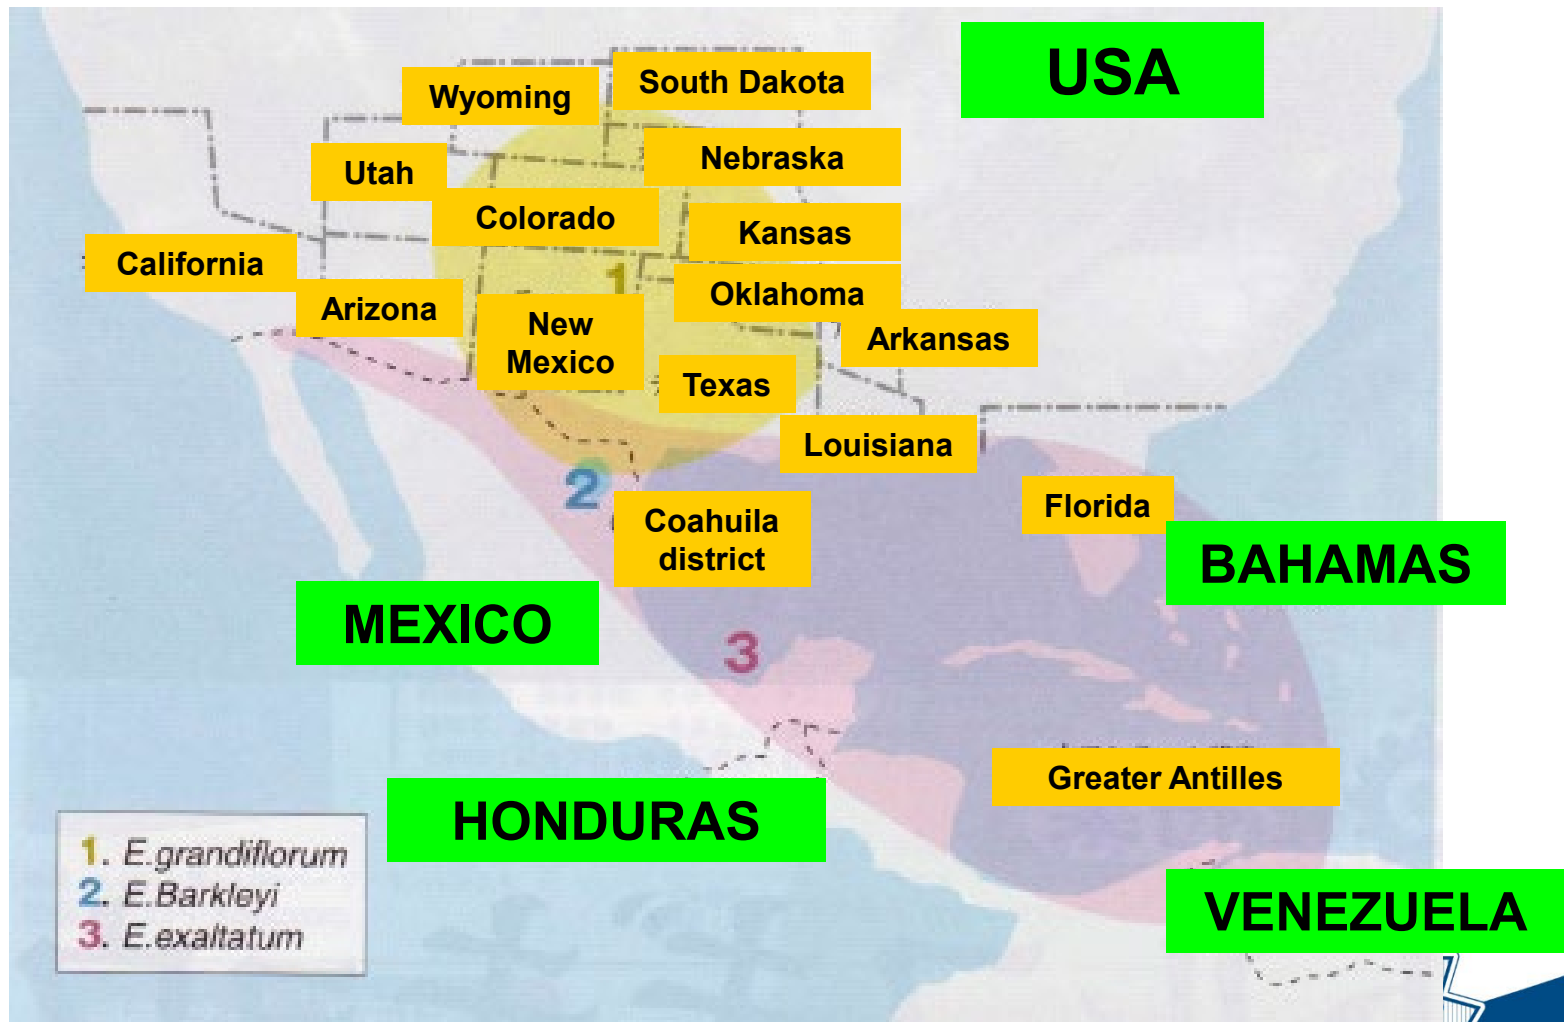 USA
South Dakota
Wyoming
Nebraska
Utah
Colorado
Kansas
California
Oklahoma
1
Arizona
New
Mexico
Arkansas
Texas
Louisiana
2
Florida
Coahuila
district
BAHAMAS
MEXICO
3
Greater Antilles
HONDURAS
1. E.grandiflorum
2. E.Barkleyi
3. E.exaltatum
VENEZUELA